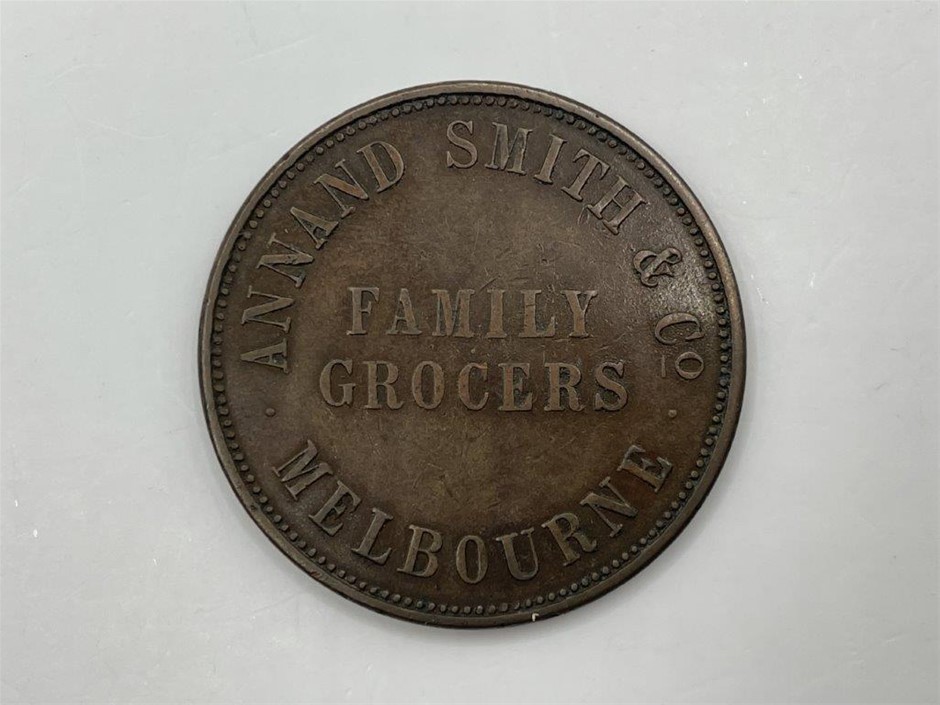 ANNAND SMITH & Co
FAMILY
GROCERS
MELBOURNE